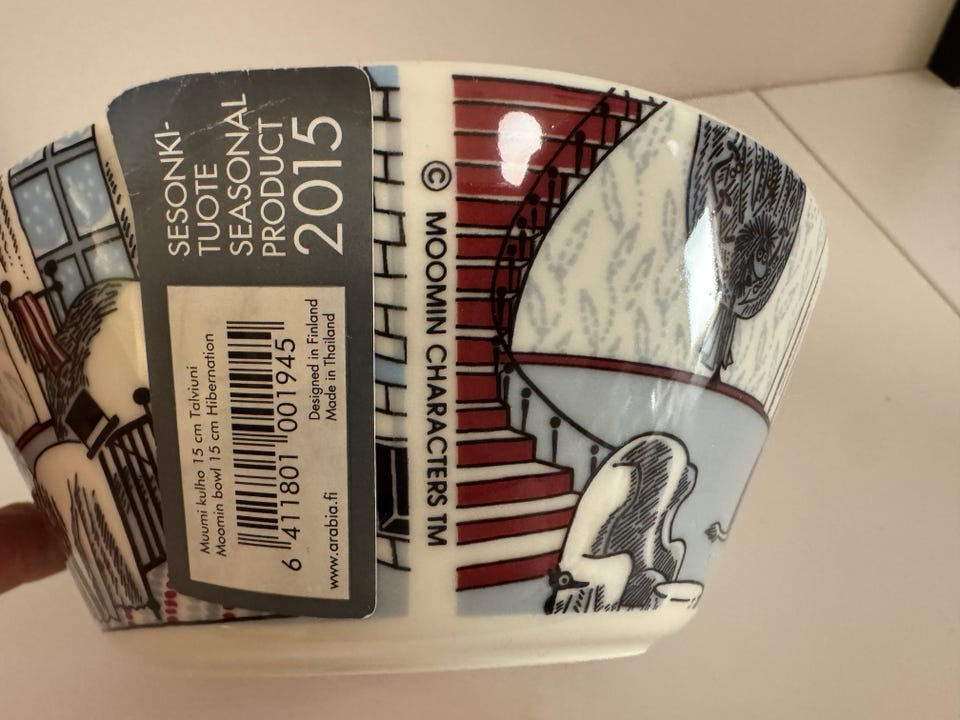 SESONKI-
TUOTE
SEASONAL
PRODUCT
2015
Muumi kulho 15 cm Talviuni
Moomin bowl 15 cm Hibernation
6 411801 001945
Designed in Finland
Made in Thailand
www.arabia.fi
© MOOMIN CHARACTERS TM